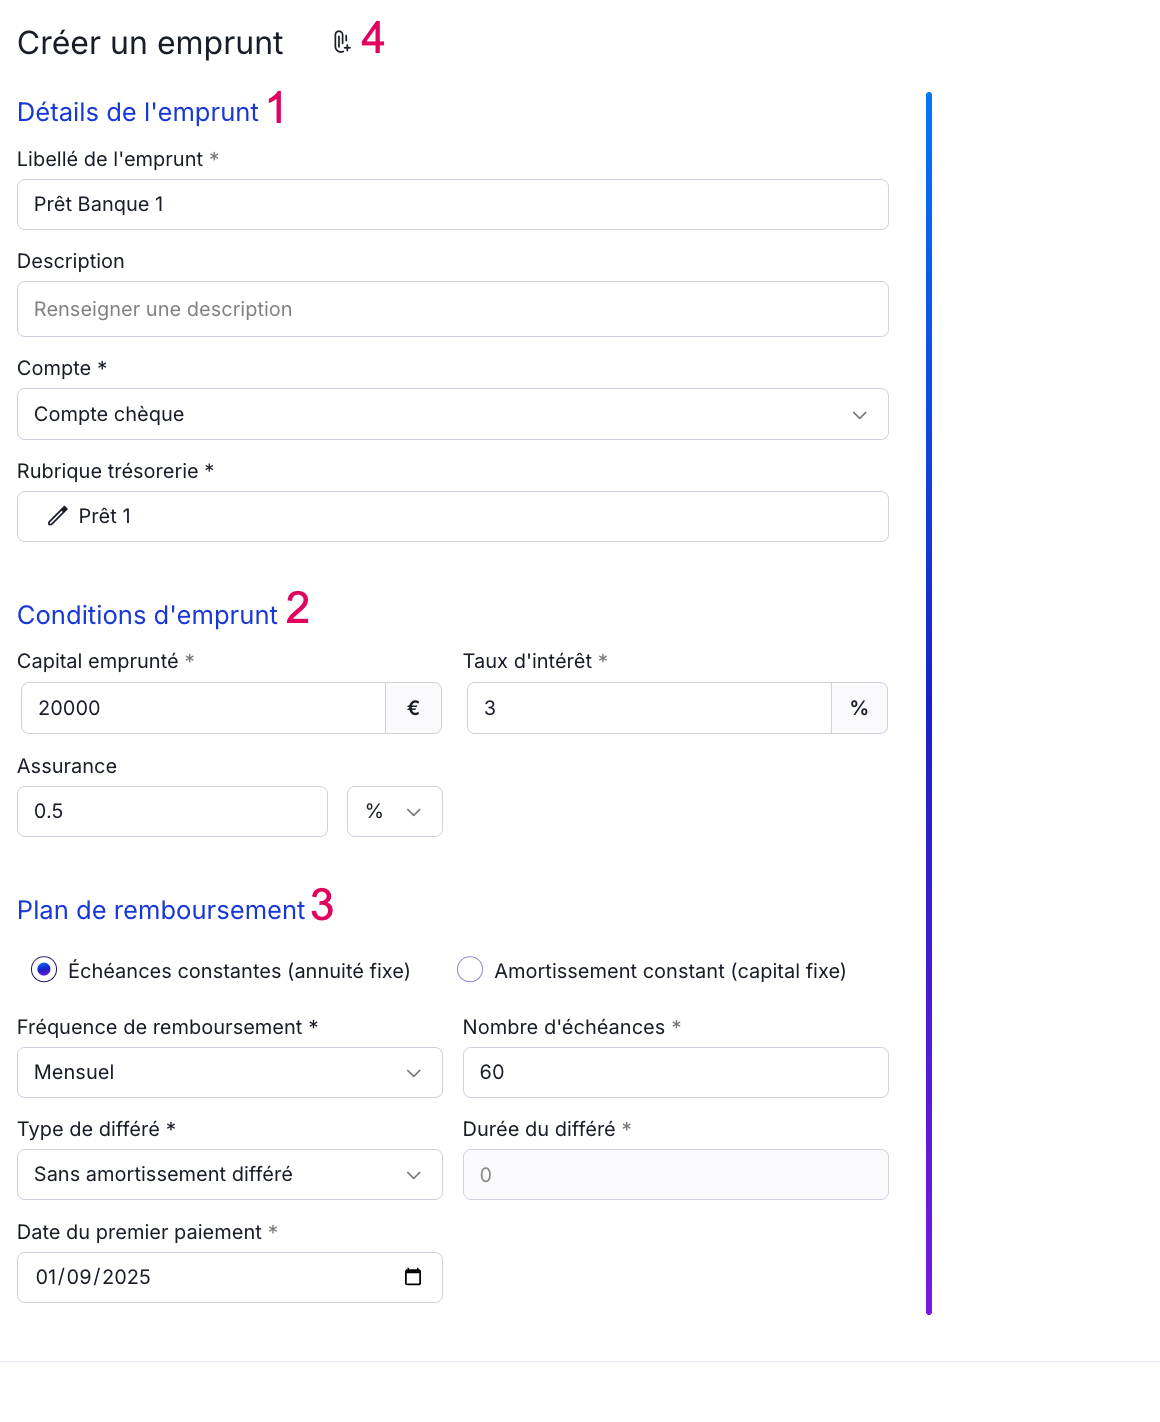 Créer un emprunt 4
Détails de l'emprunt 1
Libellé de l'emprunt *
Prêt Banque 1
Description
Renseigner une description
Compte *
Compte chèque
Rubrique trésorerie *
Prêt 1
Conditions d'emprunt 2
Capital emprunté * Taux d'intérêt *
20000 € 3 %
Assurance
0.5 %
Plan de remboursement 3
Échéances constantes (annuité fixe) Amortissement constant (capital fixe)
Fréquence de remboursement * Nombre d'échéances *
Mensuel 60
Type de différé * Durée du différé *
Sans amortissement différé 0
Date du premier paiement *
01/09/2025